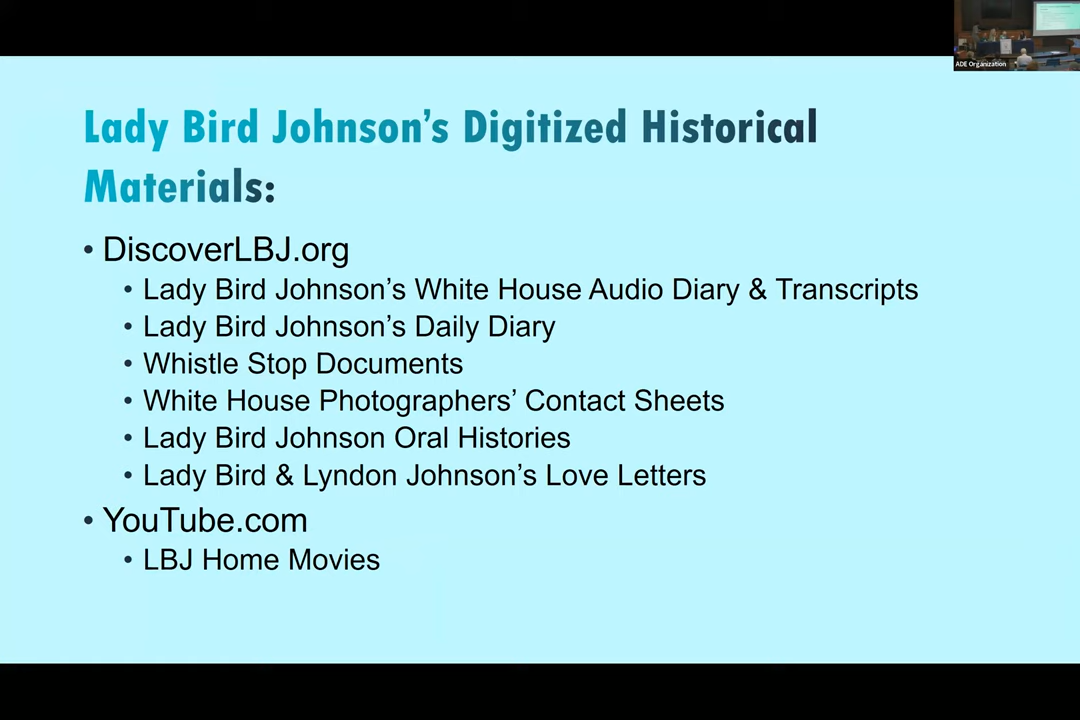 ADE Organization
Lady Bird Johnson’s Digitized Historical
Materials:
• DiscoverLBJ.org
• Lady Bird Johnson’s White House Audio Diary & Transcripts
• Lady Bird Johnson’s Daily Diary
• Whistle Stop Documents
• White House Photographers’ Contact Sheets
• Lady Bird Johnson Oral Histories
• Lady Bird & Lyndon Johnson’s Love Letters
• YouTube.com
• LBJ Home Movies